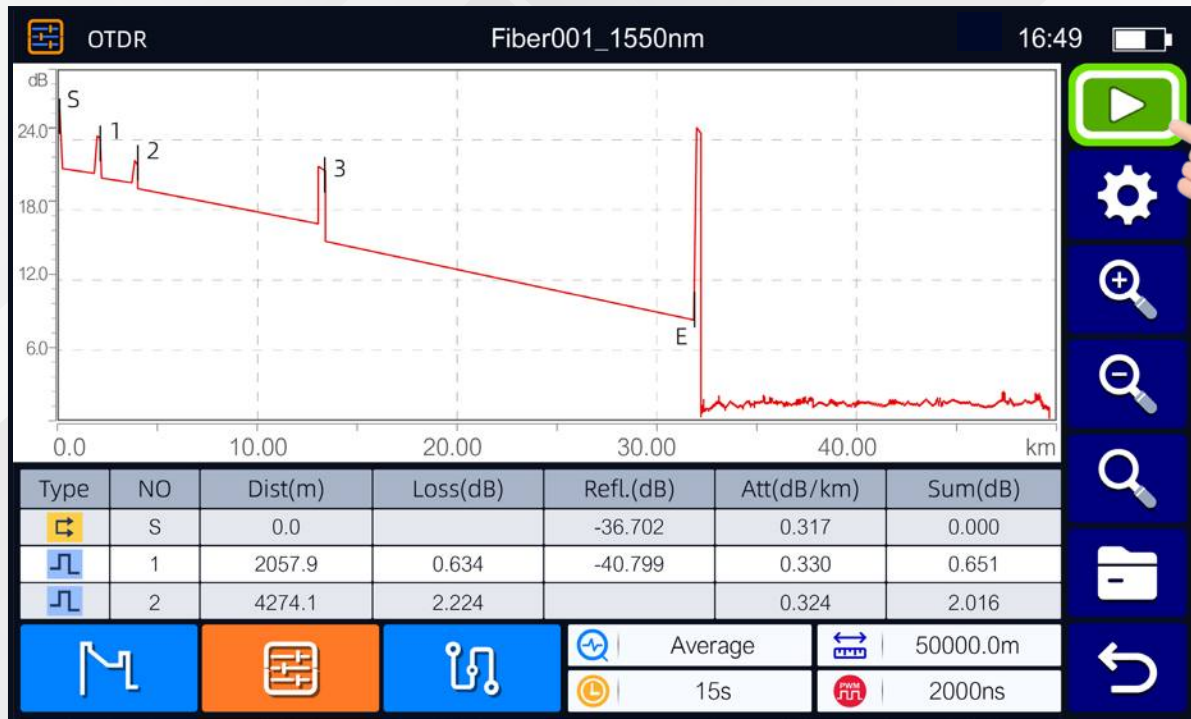 OTDR Fiber001_1550nm 16:49
dB
S
24.0
1
2
3
18.0
12.0
E
6.0
0.0 10.00 20.00 30.00 40.00 km
Type NO Dist(m) Loss(dB) Refl.(dB) Att(dB/km) Sum(dB)
S 0.0 -36.702 0.317 0.000
1 2057.9 0.634 -40.799 0.330 0.651
2 4274.1 2.224 0.324 2.016
Average 50000.0m
15s PWM 2000ns